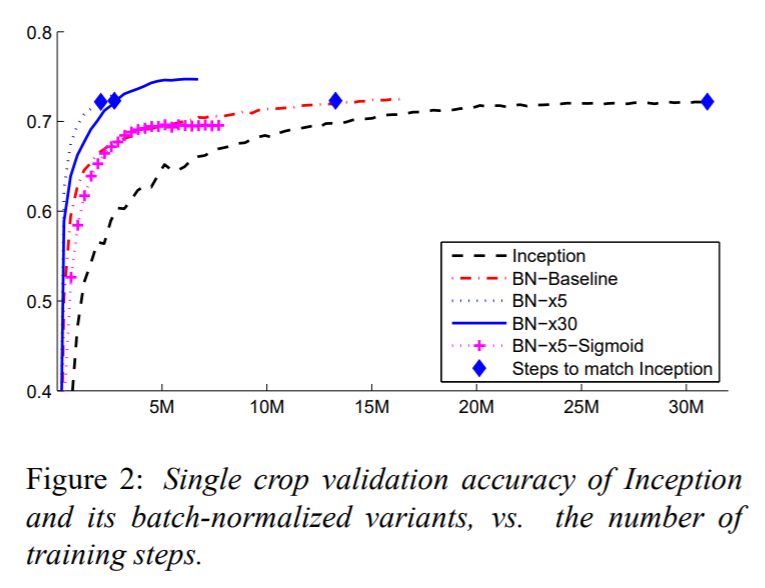 0.8
0.7
0.6
0.5
0.4
5M
10M
15M
20M
25M
30M
Inception
BN−Baseline
BN−x5
BN−x30
BN−x5−Sigmoid
Steps to match Inception
Figure 2: Single crop validation accuracy of Inception
and its batch-normalized variants, vs. the number of
training steps.